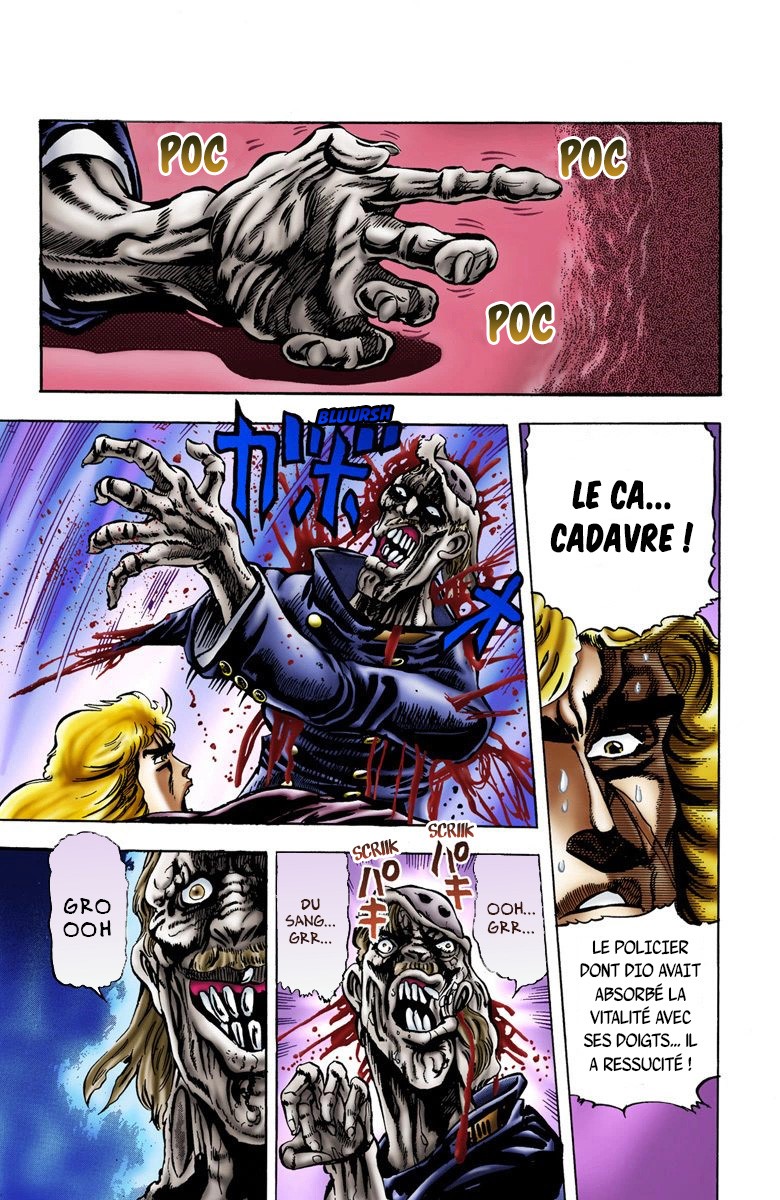 POC
POC
POC
LE CA...
CADAVRE !
LE POLICIER
DONT DIO AVAIT
ABSORBÉ LA
VITALITÉ AVEC
SES DOIGTS... IL
A RESSUCITÉ !
BLUURSH
ガボッ
SCRIIK
パキ
SCRIIK
パキ
OOH...
GRR...
DU
SANG...
GRR...
GRO
OOH